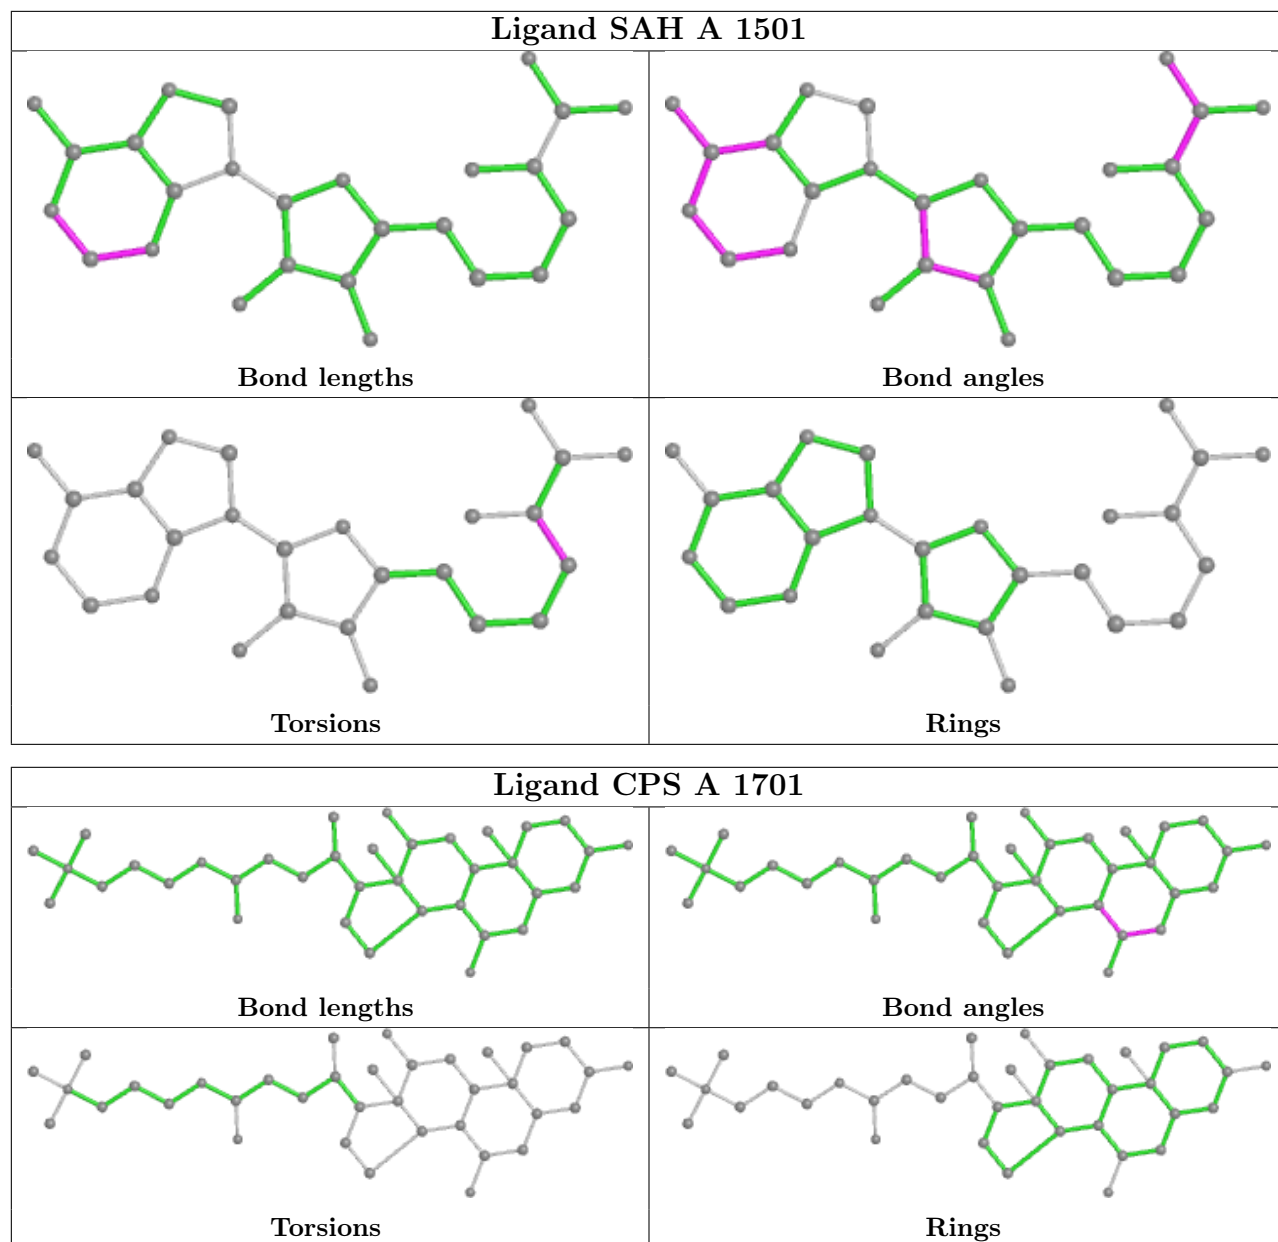 Ligand SAH A 1501
Bond lengths
Bond angles
Torsions
Rings
Ligand CPS A 1701
Bond lengths
Bond angles
Torsions
Rings